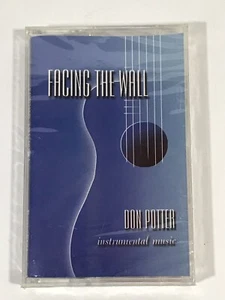 FACING THE WALL
DON POTTER
instrumental music